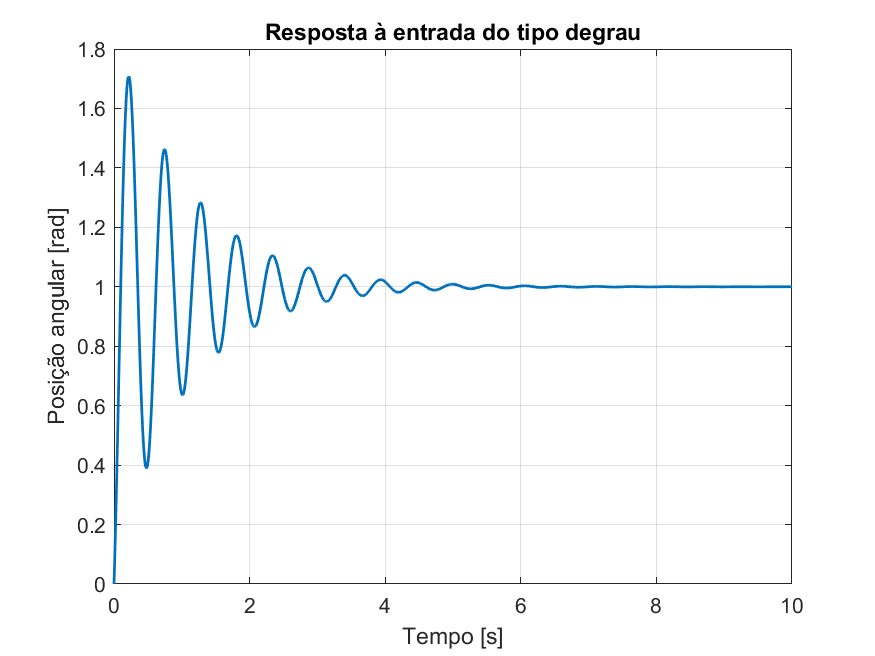 Resposta à entrada do tipo degrau
1.8
1.6
1.4
1.2
1
0.8
0.6
0.4
0.2
0
Posição angular [rad]
0 2 4 6 8 10
Tempo [s]